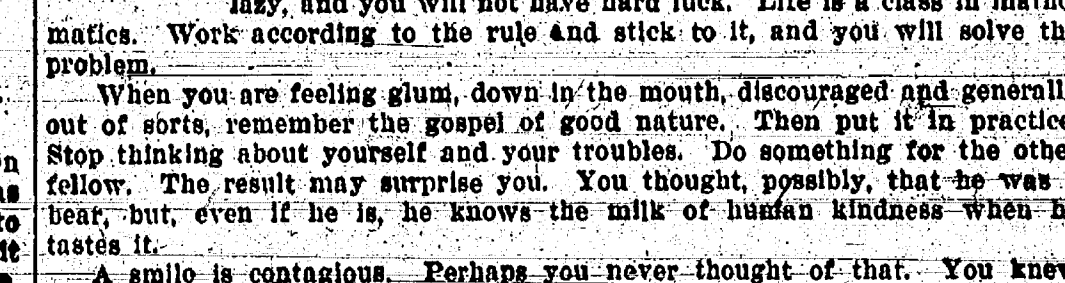 lazy, and you will not have hard luck. Life is a class in mathe
matics. Work according to the rule and stick to it, and you will solve th
problem.
When you are feeling glum, down in the mouth, discouraged and generall
out of sorts, remember the gospel of good nature. Then put it in practice
Stop thinking about yourself and your troubles. Do something for the othe
fellow. The result may surprise you. You thought, possibly, that he was
bear, but, even if he is, he knows the milk of human kindness when h
tastes it.
A smile is contagious. Perhaps you never thought of that. You knew